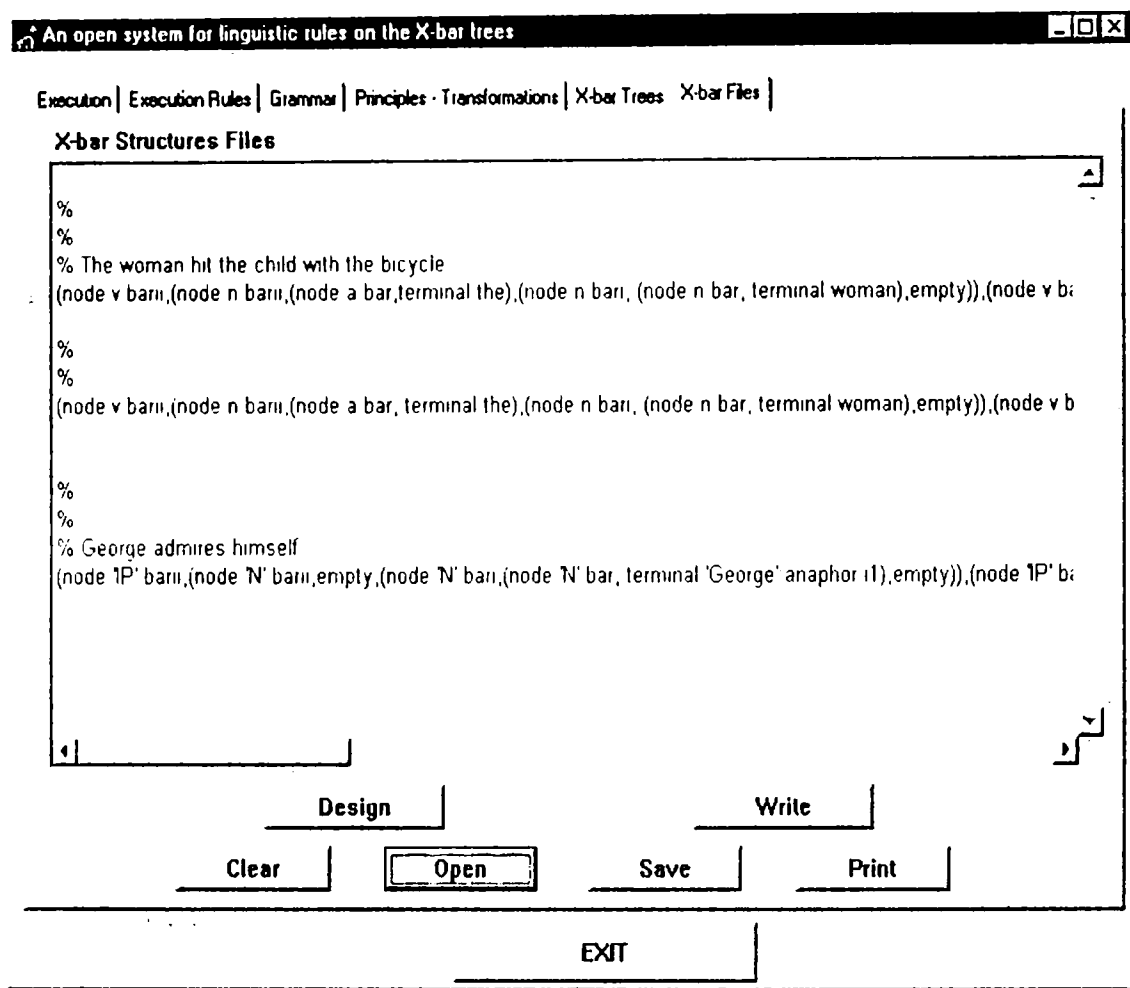 An open system for linguistic rules on the X-bar trees
Execution | Execution Rules | Grammar | Principles - Transformations | X-bar Trees X-bar Files |
X-bar Structures Files
%
%
% The woman hit the child with the bicycle
(node v barii,(node n barii,(node a bar,terminal the),(node n bari, (node n bar, terminal woman),empty)),(node v ba
%
%
(node v barii,(node n barii,(node a bar, terminal the),(node n bari, (node n bar, terminal woman),empty)),(node v b
%
%
% George admires himself
(node 'IP' barii,(node 'N' barii,empty,(node 'N' bari,(node 'N' bar, terminal 'George' anaphor i1),empty)),(node 'IP' ba
Design Write
Clear Open Save Print
EXIT